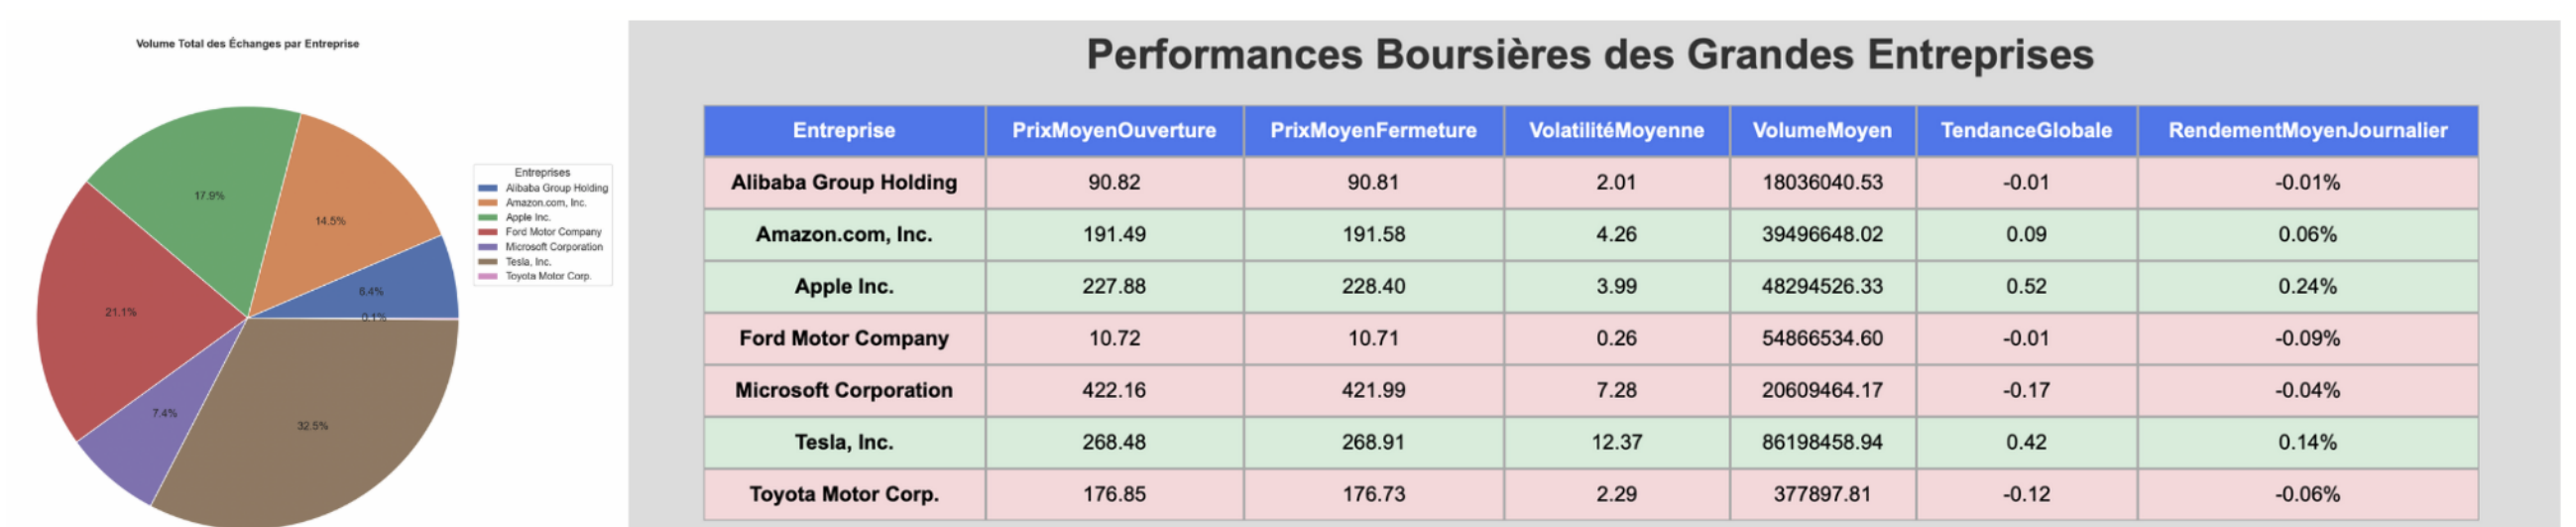 Volume Total des Échanges par Entreprise
17.9%
14.5%
6.4%
0.1%
21.1%
7.4%
32.5%
Entreprises
Alibaba Group Holding
Amazon.com, Inc.
Apple Inc.
Ford Motor Company
Microsoft Corporation
Tesla, Inc.
Toyota Motor Corp.
Performances Boursières des Grandes Entreprises
Entreprise PrixMoyenOuverture PrixMoyenFermeture VolatilitéMoyenne VolumeMoyen TendanceGlobale RendementMoyenJournalier
Alibaba Group Holding 90.82 90.81 2.01 18036040.53 -0.01 -0.01%
Amazon.com, Inc. 191.49 191.58 4.26 39496648.02 0.09 0.06%
Apple Inc. 227.88 228.40 3.99 48294526.33 0.52 0.24%
Ford Motor Company 10.72 10.71 0.26 54866534.60 -0.01 -0.09%
Microsoft Corporation 422.16 421.99 7.28 20609464.17 -0.17 -0.04%
Tesla, Inc. 268.48 268.91 12.37 86198458.94 0.42 0.14%
Toyota Motor Corp. 176.85 176.73 2.29 377897.81 -0.12 -0.06%